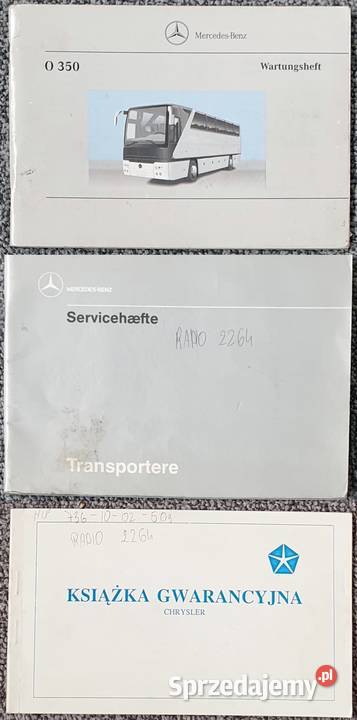 Mercedes-Benz
O 350 Wartungsheft
MERCEDES-BENZ
Servicehæfte
RADIO 2264
Transportere
736-10-02-503
RADIO 2264
KSIĄŻKA GWARANCYJNA
CHRYSLER
Sprzedajemy.pl